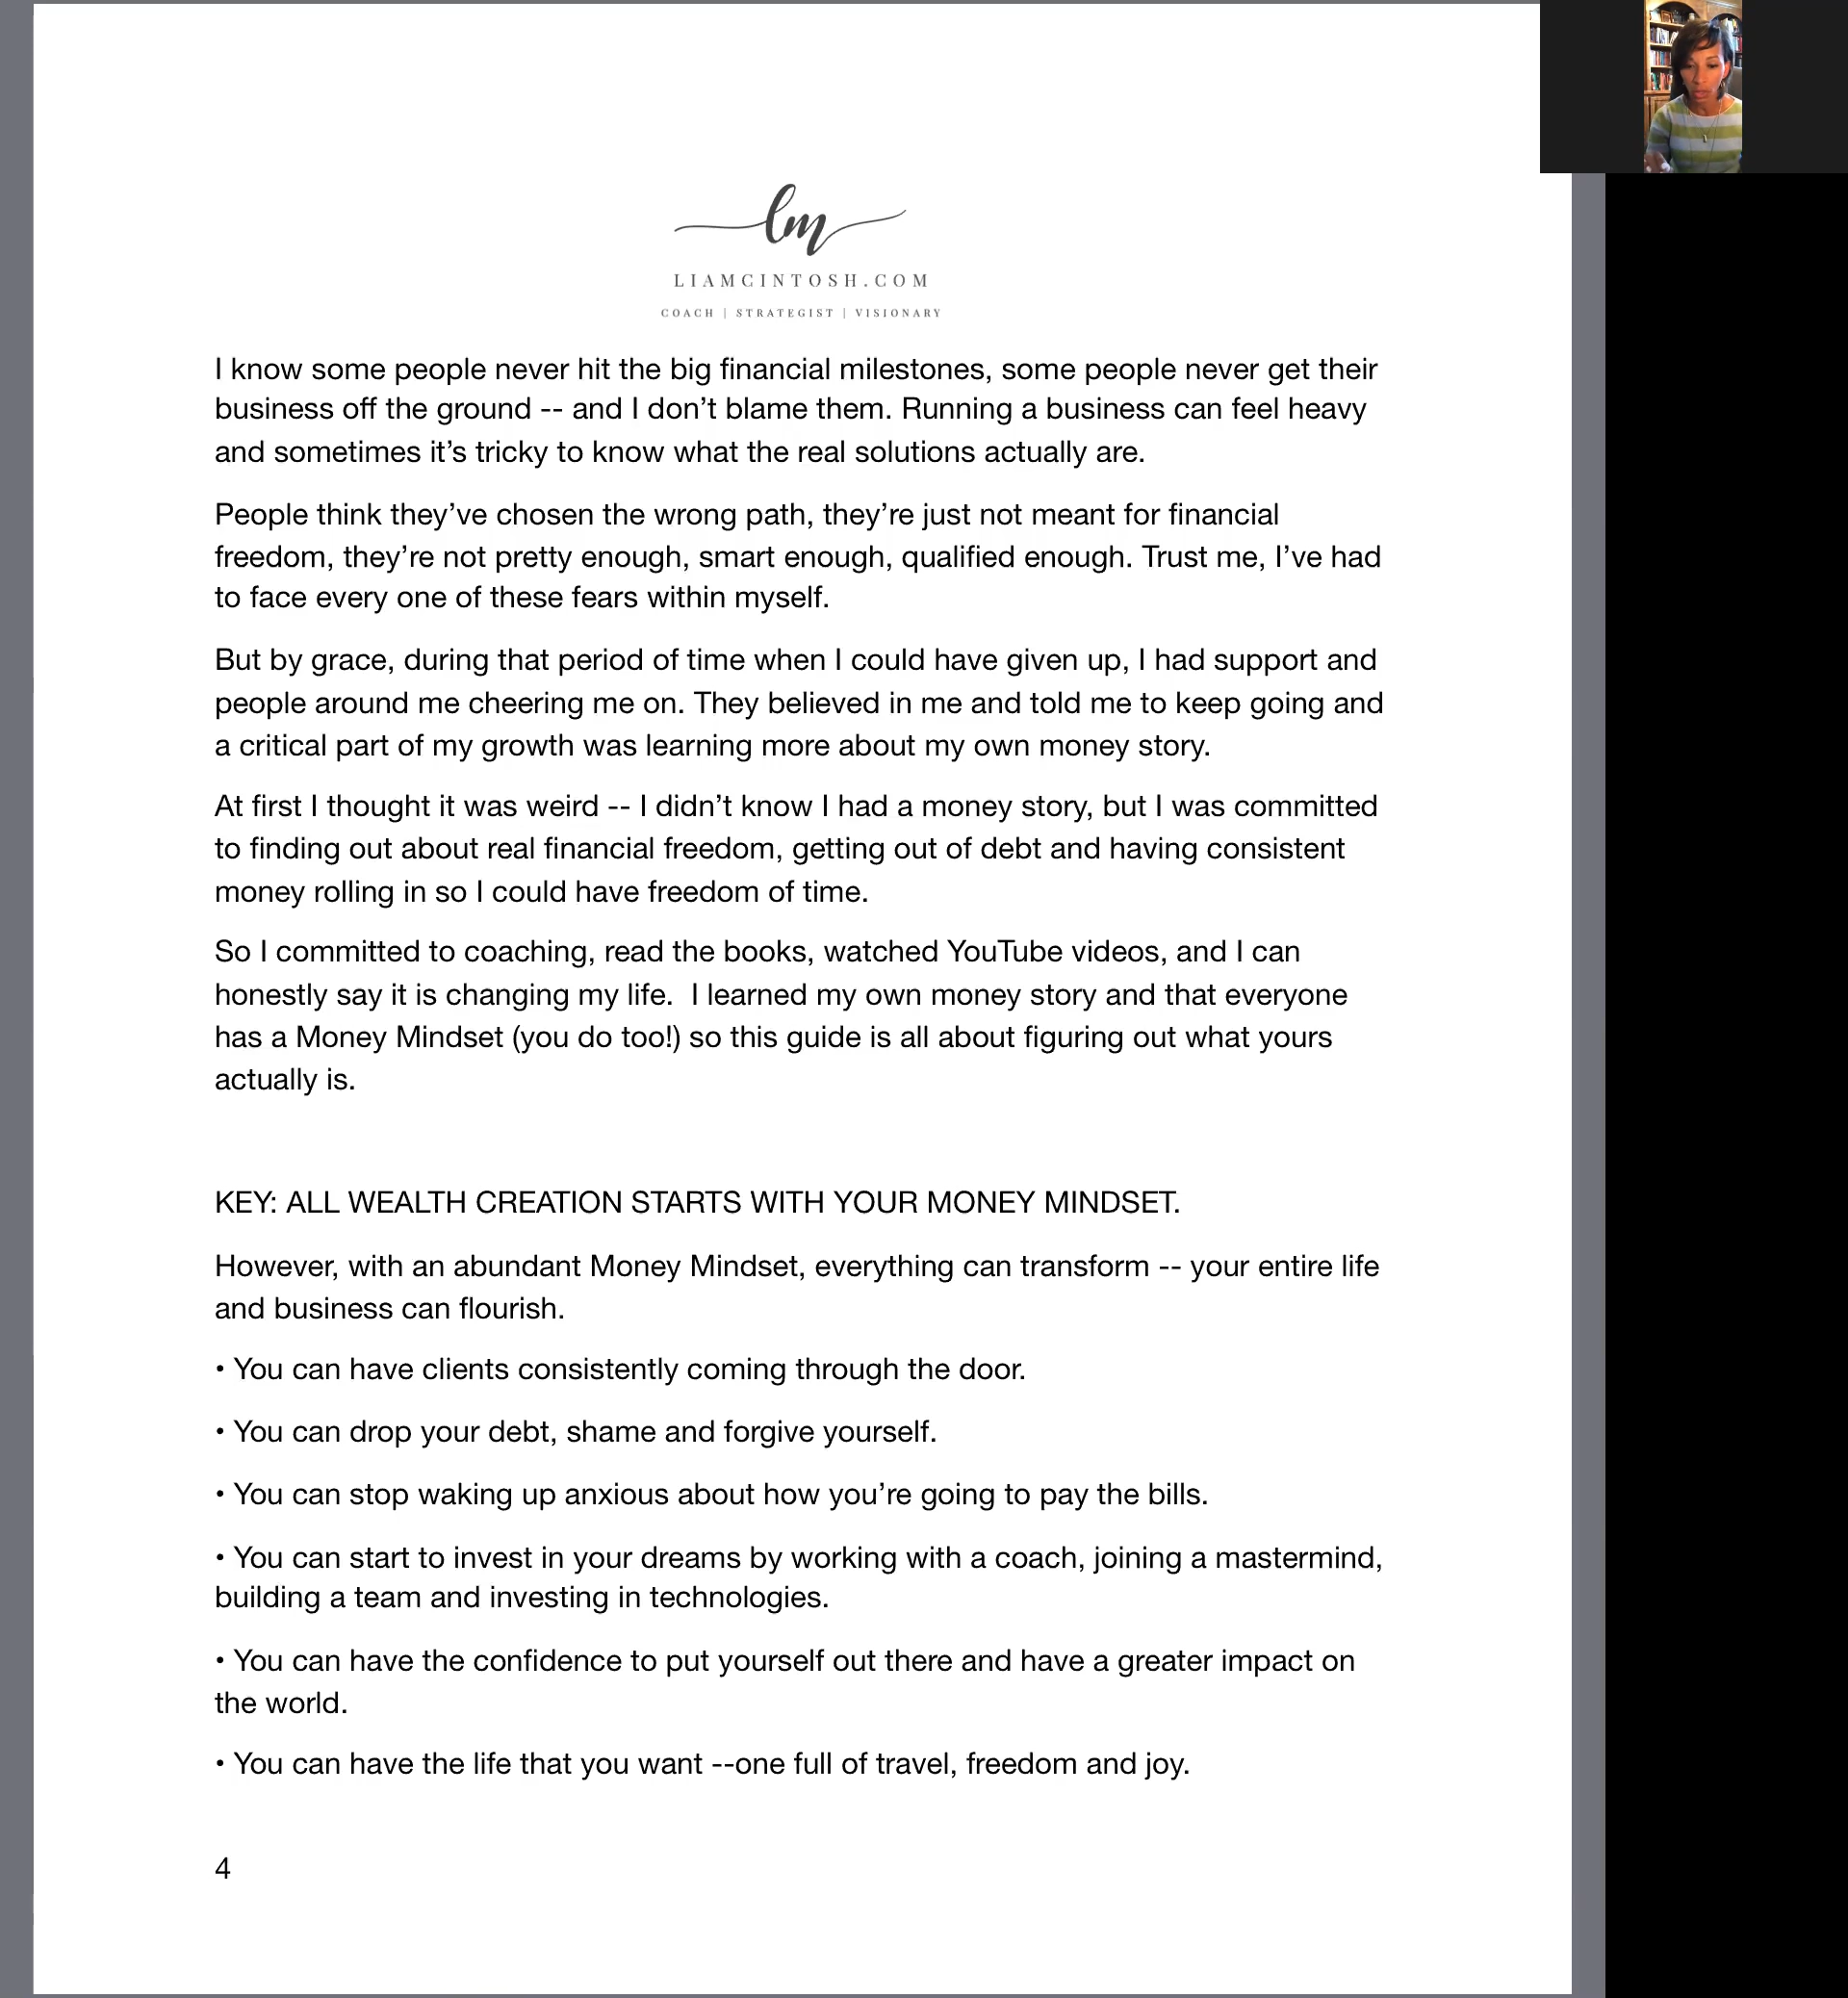 lm
LIAMCINTOSH.COM
COACH | STRATEGIST | VISIONARY
I know some people never hit the big financial milestones, some people never get their
business off the ground -- and I don’t blame them. Running a business can feel heavy
and sometimes it’s tricky to know what the real solutions actually are.
People think they’ve chosen the wrong path, they’re just not meant for financial
freedom, they’re not pretty enough, smart enough, qualified enough. Trust me, I’ve had
to face every one of these fears within myself.
But by grace, during that period of time when I could have given up, I had support and
people around me cheering me on. They believed in me and told me to keep going and
a critical part of my growth was learning more about my own money story.
At first I thought it was weird -- I didn’t know I had a money story, but I was committed
to finding out about real financial freedom, getting out of debt and having consistent
money rolling in so I could have freedom of time.
So I committed to coaching, read the books, watched YouTube videos, and I can
honestly say it is changing my life.  I learned my own money story and that everyone
has a Money Mindset (you do too!) so this guide is all about figuring out what yours
actually is.
KEY: ALL WEALTH CREATION STARTS WITH YOUR MONEY MINDSET.
However, with an abundant Money Mindset, everything can transform -- your entire life
and business can flourish.
• You can have clients consistently coming through the door.
• You can drop your debt, shame and forgive yourself.
• You can stop waking up anxious about how you’re going to pay the bills.
• You can start to invest in your dreams by working with a coach, joining a mastermind,
building a team and investing in technologies.
• You can have the confidence to put yourself out there and have a greater impact on
the world.
• You can have the life that you want --one full of travel, freedom and joy.
4